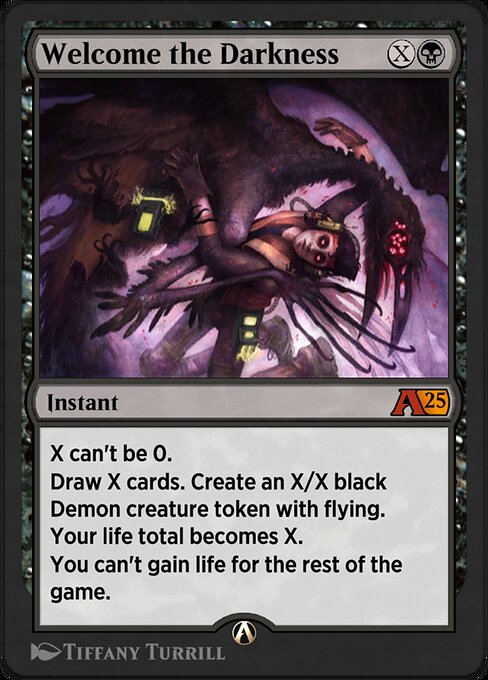 Welcome the Darkness X
Instant A25
X can't be 0.
Draw X cards. Create an X/X black
Demon creature token with flying.
Your life total becomes X.
You can't gain life for the rest of the
game.
Tiffany Turrill